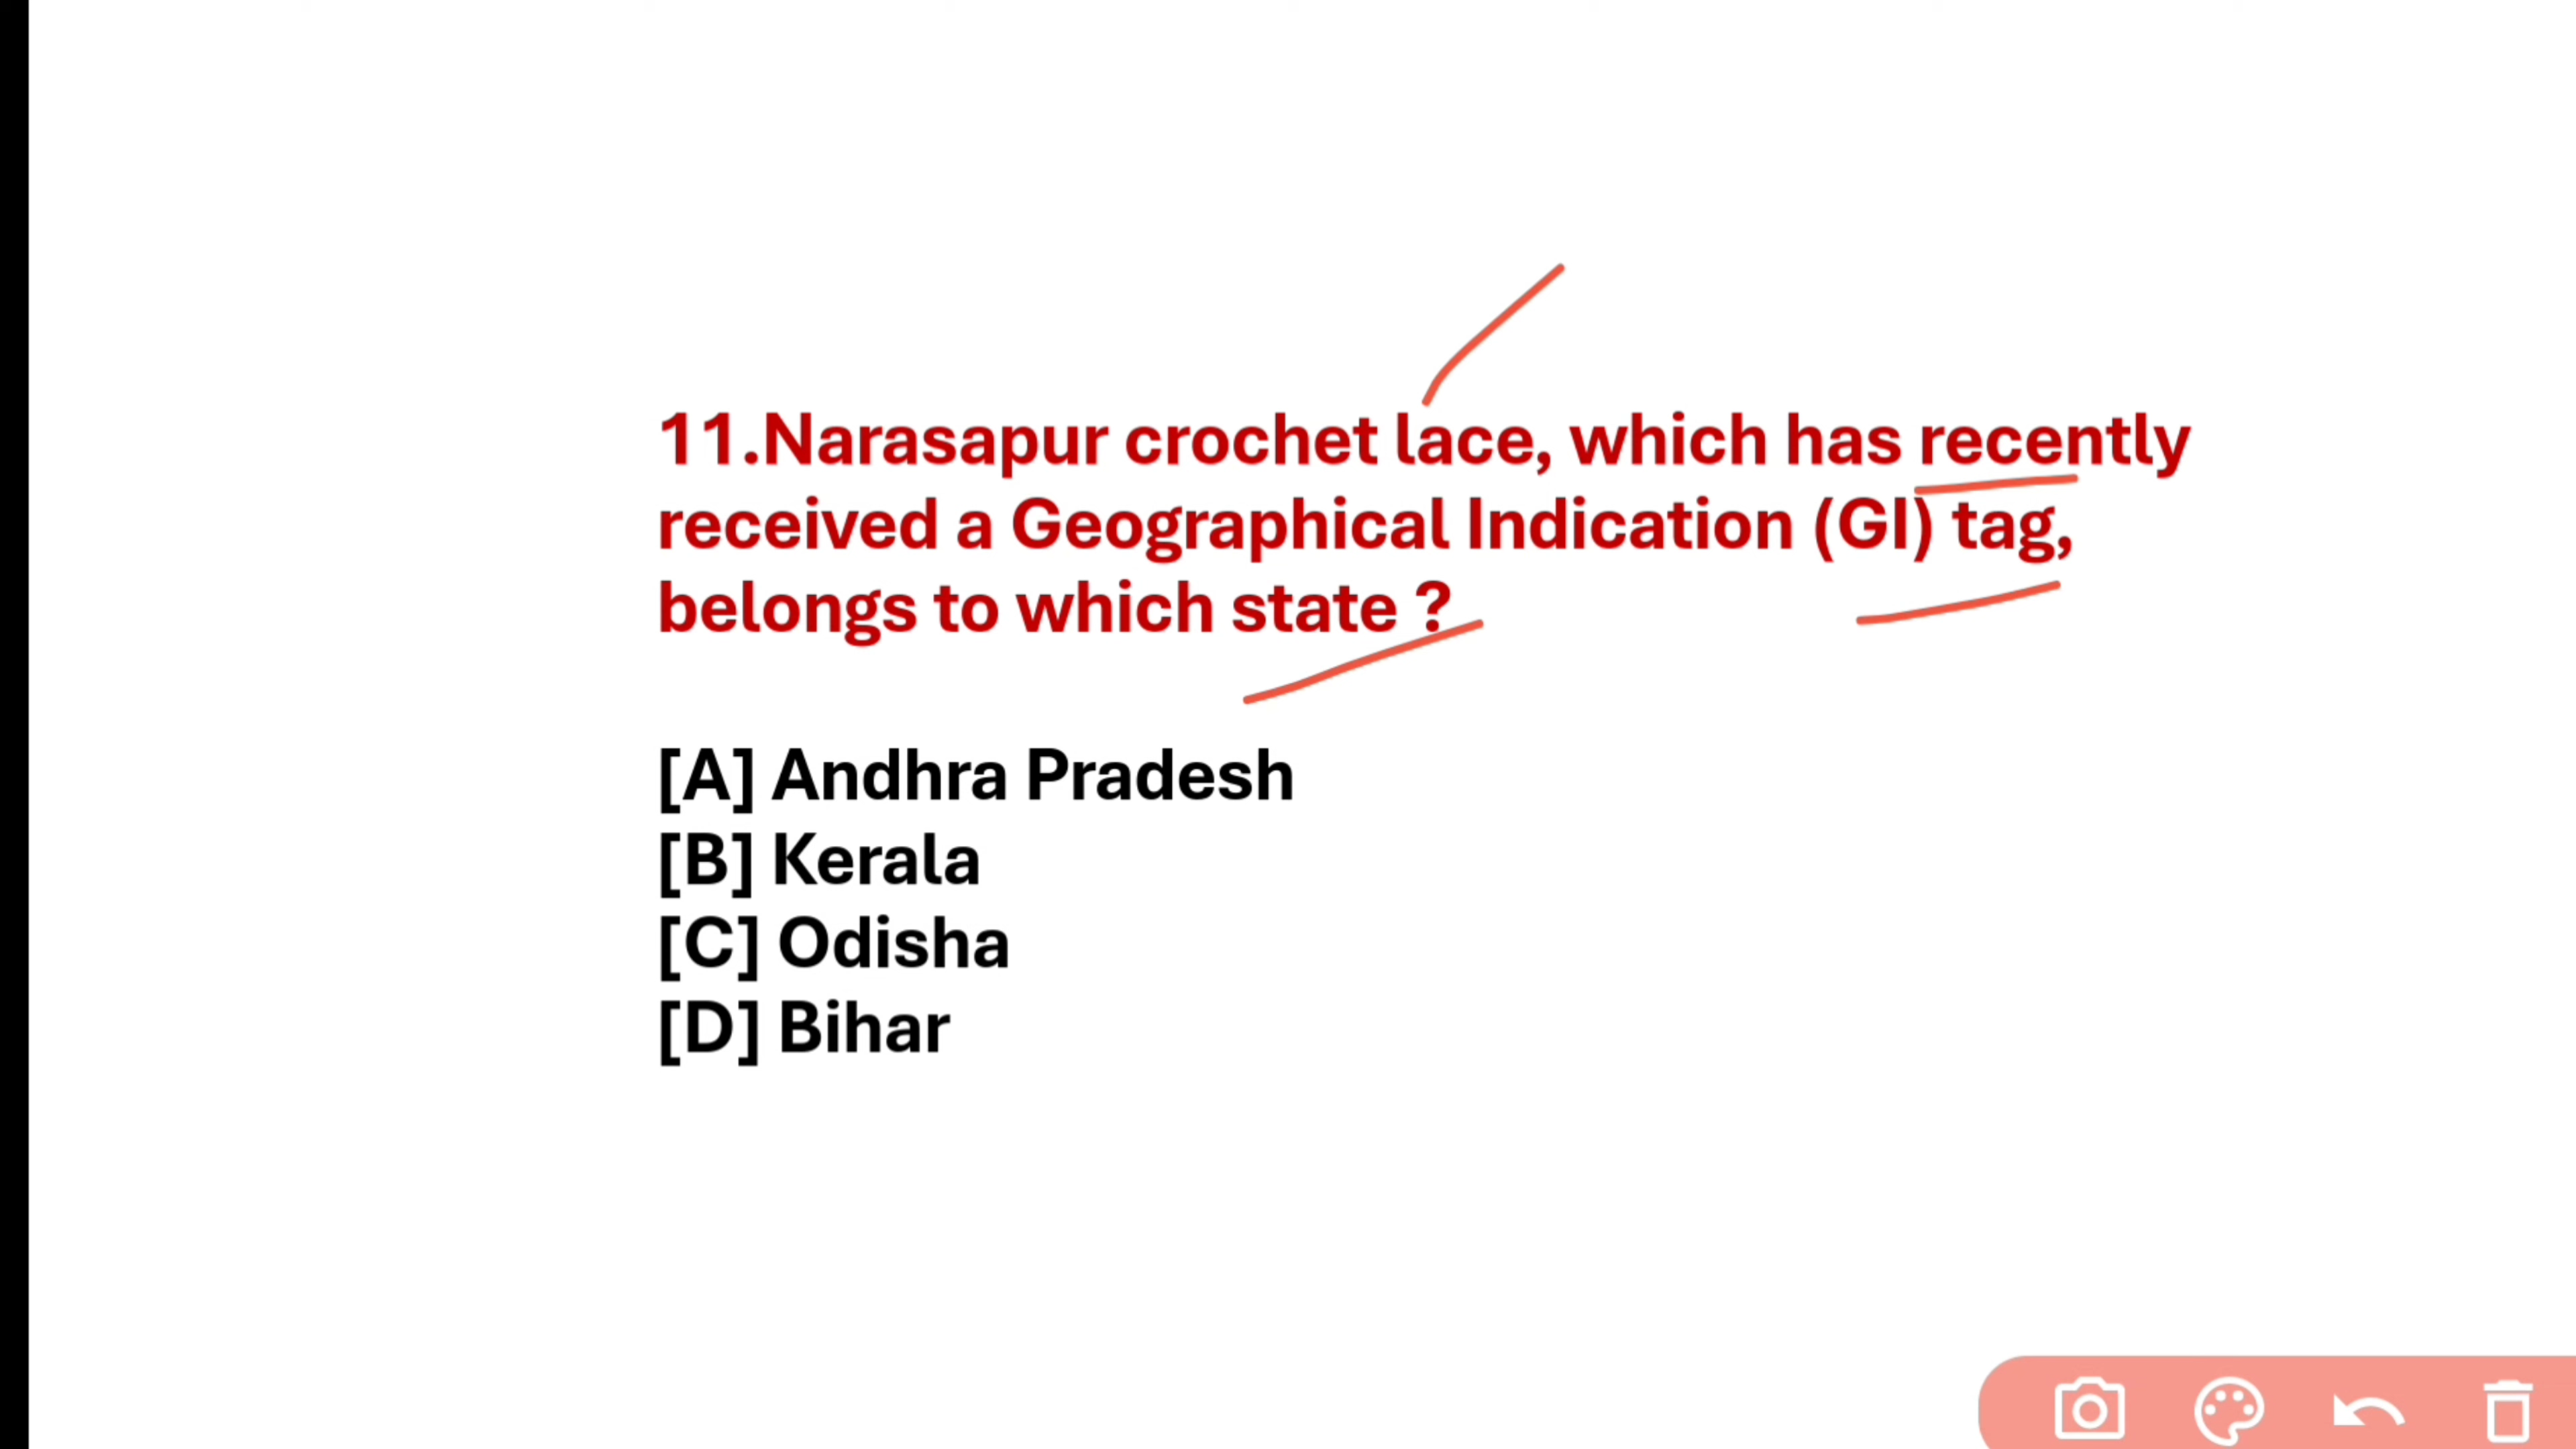 11.Narasapur crochet lace, which has recently
received a Geographical Indication (GI) tag,
belongs to which state ?
[A] Andhra Pradesh
[B] Kerala
[C] Odisha
[D] Bihar